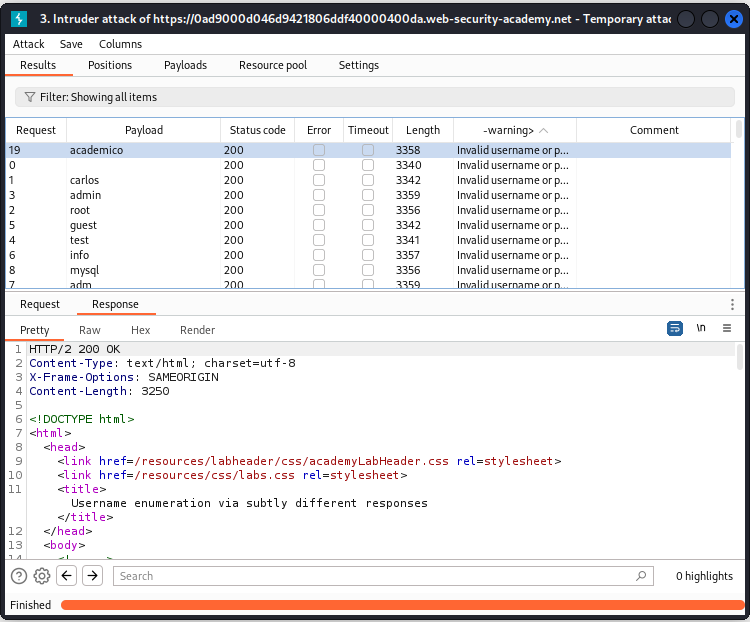 3. Intruder attack of https://0ad9000d046d9421806ddf40000400da.web-security-academy.net - Temporary attac
Attack Save Columns
Results Positions Payloads Resource pool Settings
Filter: Showing all items
Request Payload Status code Error Timeout Length -warning> Comment
19 academico 200 3358 Invalid username or p...
0 200 3340 Invalid username or p...
1 carlos 200 3342 Invalid username or p...
3 admin 200 3359 Invalid username or p...
2 root 200 3356 Invalid username or p...
5 guest 200 3342 Invalid username or p...
4 test 200 3341 Invalid username or p...
6 info 200 3357 Invalid username or p...
8 mysql 200 3356 Invalid username or p...
7 adm 200 3359 Invalid username or p...
Request Response
Pretty Raw Hex Render \n
1 HTTP/2 200 OK
2 Content-Type: text/html; charset=utf-8
3 X-Frame-Options: SAMEORIGIN
4 Content-Length: 3250
5
6 <!DOCTYPE html>
7 <html>
8 <head>
9 <link href=/resources/labheader/css/academyLabHeader.css rel=stylesheet>
10 <link href=/resources/css/labs.css rel=stylesheet>
11 <title>
Username enumeration via subtly different responses
</title>
12 </head>
13 <body>
14
Search 0 highlights
Finished